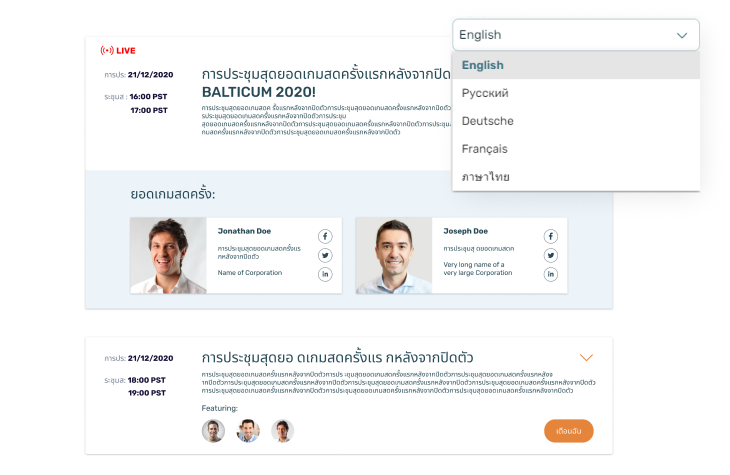 English
English
Русский
Deutsche
Français
ภาษาไทย
LIVE
การประ: 21/12/2020
ระชุมส : 16:00 PST
17:00 PST
การประชุมสุดยอดเกมสดครั้งแรกหลังจากปิด
BALTICUM 2020!
การประชุมสุดยอดเกมสดค รั้งแรกหลังจากปิดตัวการประชุมสุดยอดเกมสดครั้งแรกหลังจากปิดตัว
รประชุมสุดยอดเกมสดครั้งแรกหลังจากปิดตัวการประชุม
สุดยอดเกมสดครั้งแรกหลังจากปิดตัวการประชุมสุดยอดเกมสดครั้งแรกหลังจากปิดตัวการประชุม
กมสดครั้งแรกหลังจากปิดตัวการประชุมสุดยอดเกมสดครั้งแรกหลังจากปิดตัว
ยอดเกมสดครั้ง:
Jonathan Doe
การประชุมสุดยอดเกมสดครั้งแร
กหลังจากปิดตัว
Name of Corporation
Joseph Doe
การประชุมสุ ดยอดเกมสดค
Very long name of a
very large Corporation
การประ: 21/12/2020
ระชุมส: 18:00 PST
19:00 PST
การประชุมสุดยอ ดเกมสดครั้งแร กหลังจากปิดตัว
การประชุมสุดยอดเกมสดครั้งแรกหลังจากปิดตัวการประ ชุมสุดยอดเกมสดครั้งแรกหลังจากปิดตัวการประชุมสุดยอดเกมสดครั้งแรกหลังจ
ากปิดตัวการประชุมสุดยอดเกมสดครั้งแรกหลังจากปิดตัวการประชุมสุดยอดเกมสดครั้งแรกหลังจากปิดตัวการประชุมสุดยอดเกมสดครั้งแรกหลังจากปิดตัว
การประชุมสุดยอดเกมสดครั้งแรกหลังจากปิดตัวการประชุมสุดยอดเกมสดครั้งแรกหลังจากปิดตัวการประชุมสุดยอดเกมสดครั้งแรกหลังจากปิดตัว
Featuring:
เตือนฉัน